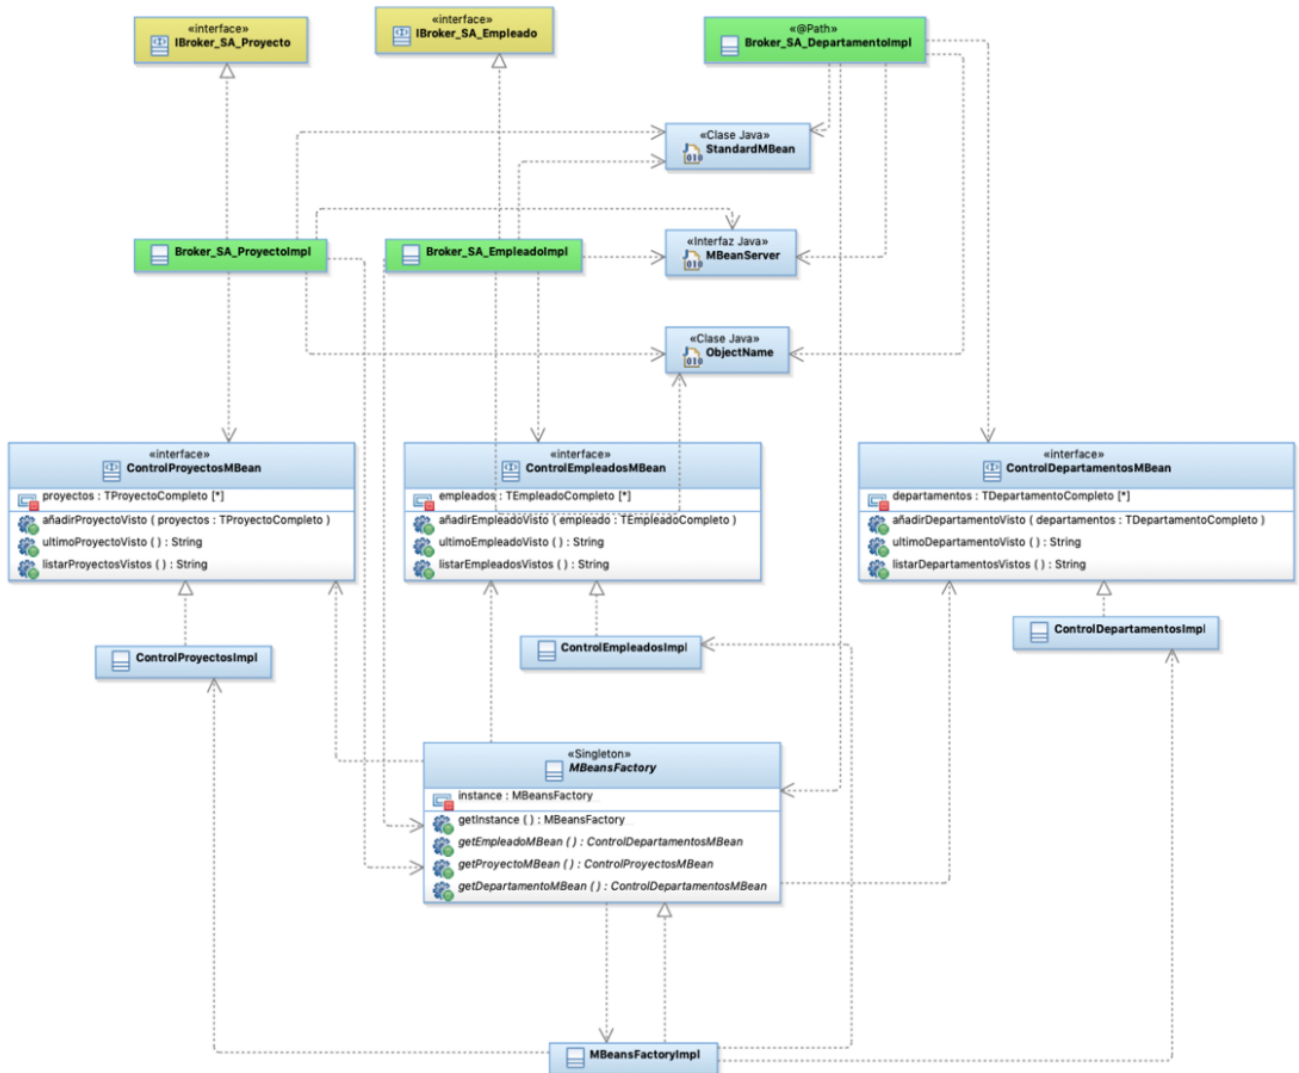 «interface»
IBroker_SA_Proyecto
«interface»
IBroker_SA_Empleado
«@Path»
Broker_SA_DepartamentoImpl
«Clase Java»
StandardMBean
Broker_SA_ProyectoImpl
Broker_SA_EmpleadoImpl
«Interfaz Java»
MBeanServer
«Clase Java»
ObjectName
«interface»
ControlProyectosMBean
proyectos : TProyectoCompleto [*]
añadirProyectoVisto ( proyectos : TProyectoCompleto )
ultimoProyectoVisto ( ) : String
listarProyectosVistos ( ) : String
«interface»
ControlEmpleadosMBean
empleados : TEmpleadoCompleto [*]
añadirEmpleadoVisto ( empleado : TEmpleadoCompleto )
ultimoEmpleadoVisto ( ) : String
listarEmpleadosVistos ( ) : String
«interface»
ControlDepartamentosMBean
departamentos : TDepartamentoCompleto [*]
añadirDepartamentoVisto ( departamentos : TDepartamentoCompleto )
ultimoDepartamentoVisto ( ) : String
listarDepartamentosVistos ( ) : String
ControlProyectosImpl
ControlEmpleadosImpl
ControlDepartamentosImpl
«Singleton»
MBeansFactory
instance : MBeansFactory
getInstance ( ) : MBeansFactory
getEmpleadoMBean ( ) : ControlDepartamentosMBean
getProyectoMBean ( ) : ControlProyectosMBean
getDepartamentoMBean ( ) : ControlDepartamentosMBean
MBeansFactoryImpl